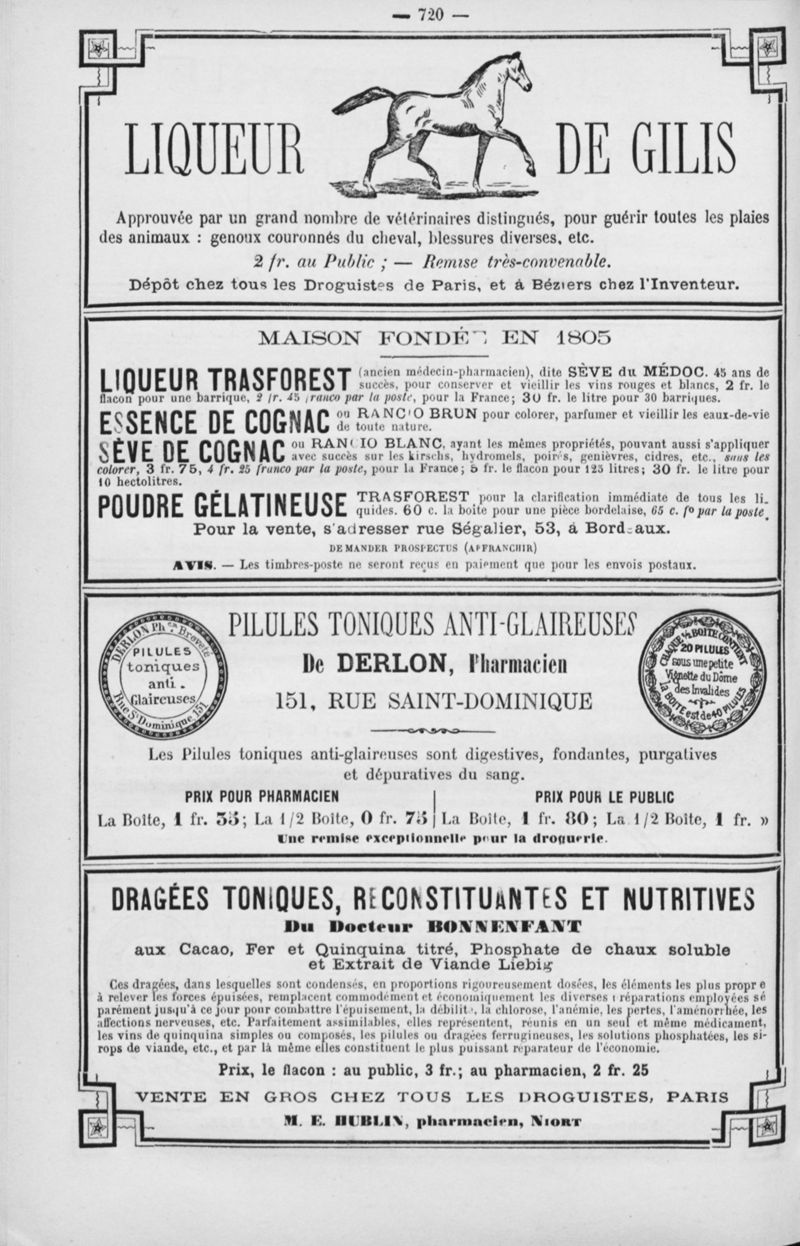 — 720 —
LIQUEUR DE GILIS
Approuvée par un grand nombre de vétérinaires distingués, pour guérir toutes les plaies
des animaux : genoux couronnés du cheval, blessures diverses, etc.
2 fr. au Public ; — Remise très-convenable.
Dépôt chez tous les Droguistes de Paris, et à Béziers chez l'Inventeur.
MAISON FONDÉE EN 1805
LIQUEUR TRASFOREST (ancien médecin-pharmacien), dite SÈVE du MÉDOC. 45 ans de
succès, pour conserver et vieillir les vins rouges et blancs, 2 fr. le
flacon pour une barrique, 2 fr. 45 franco par la poste, pour la France; 30 fr. le litre pour 30 barriques.
ESSENCE DE COGNAC ou RANCIO BRUN pour colorer, parfumer et vieillir les eaux-de-vie
de toute nature.
SÈVE DE COGNAC ou RANCIO BLANC, ayant les mêmes propriétés, pouvant aussi s'appliquer
avec succès sur les kirschs, hydromels, poirés, genièvres, cidres, etc., sans les
colorer, 3 fr. 75, 4 fr. 25 franco par la poste, pour la France; 5 fr. le flacon pour 125 litres; 30 fr. le litre pour
10 hectolitres.
POUDRE GÉLATINEUSE TRASFOREST pour la clarification immédiate de tous les li-
quides. 60 c. la boîte pour une pièce bordelaise, 65 c. fo par la poste.
Pour la vente, s'adresser rue Ségalier, 53, à Bordeaux.
DEMANDER PROSPECTUS (AFFRANCHIR)
AVIS. — Les timbres-poste ne seront reçus en paiement que pour les envois postaux.
DERLON Phcien Breveté
PILULES
toniques
anti-
Glaireuses
Rue St Dominique, 151
PILULES TONIQUES ANTI-GLAIREUSES
De DERLON, Pharmacien
151, RUE SAINT-DOMINIQUE
CHAQUE ½ BOITE CONTIENT
20 PILULES
sous une petite
Vignette du Dôme
des Invalides
LA BOITE est de 40 PILULES
Les Pilules toniques anti-glaireuses sont digestives, fondantes, purgatives
et dépuratives du sang.
PRIX POUR PHARMACIEN
La Boîte, 1 fr. 35; La 1/2 Boîte, 0 fr. 75
PRIX POUR LE PUBLIC
La Boîte, 1 fr. 80; La 1/2 Boîte, 1 fr. »
Une remise exceptionnelle pour la droguerie.
DRAGÉES TONIQUES, RECONSTITUANTES ET NUTRITIVES
Du Docteur BONNENFANT
aux Cacao, Fer et Quinquina titré, Phosphate de chaux soluble
et Extrait de Viande Liebig
Ces dragées, dans lesquelles sont condensés, en proportions rigoureusement dosées, les éléments les plus propre
à relever les forces épuisées, remplacent commodément et économiquement les diverses préparations employées sé
parément jusqu'à ce jour pour combattre l'épuisement, la débilité, la chlorose, l'anémie, les pertes, l'aménorrhée, les
affections nerveuses, etc. Parfaitement assimilables, elles représentent, réunis en un seul et même médicament,
les vins de quinquina simples ou composés, les pilules ou dragées ferrugineuses, les solutions phosphatées, les si-
rops de viande, etc., et par là même elles constituent le plus puissant réparateur de l'économie.
Prix, le flacon : au public, 3 fr.; au pharmacien, 2 fr. 25
VENTE EN GROS CHEZ TOUS LES DROGUISTES, PARIS
M. E. DUBLIX, pharmacien, NIORT